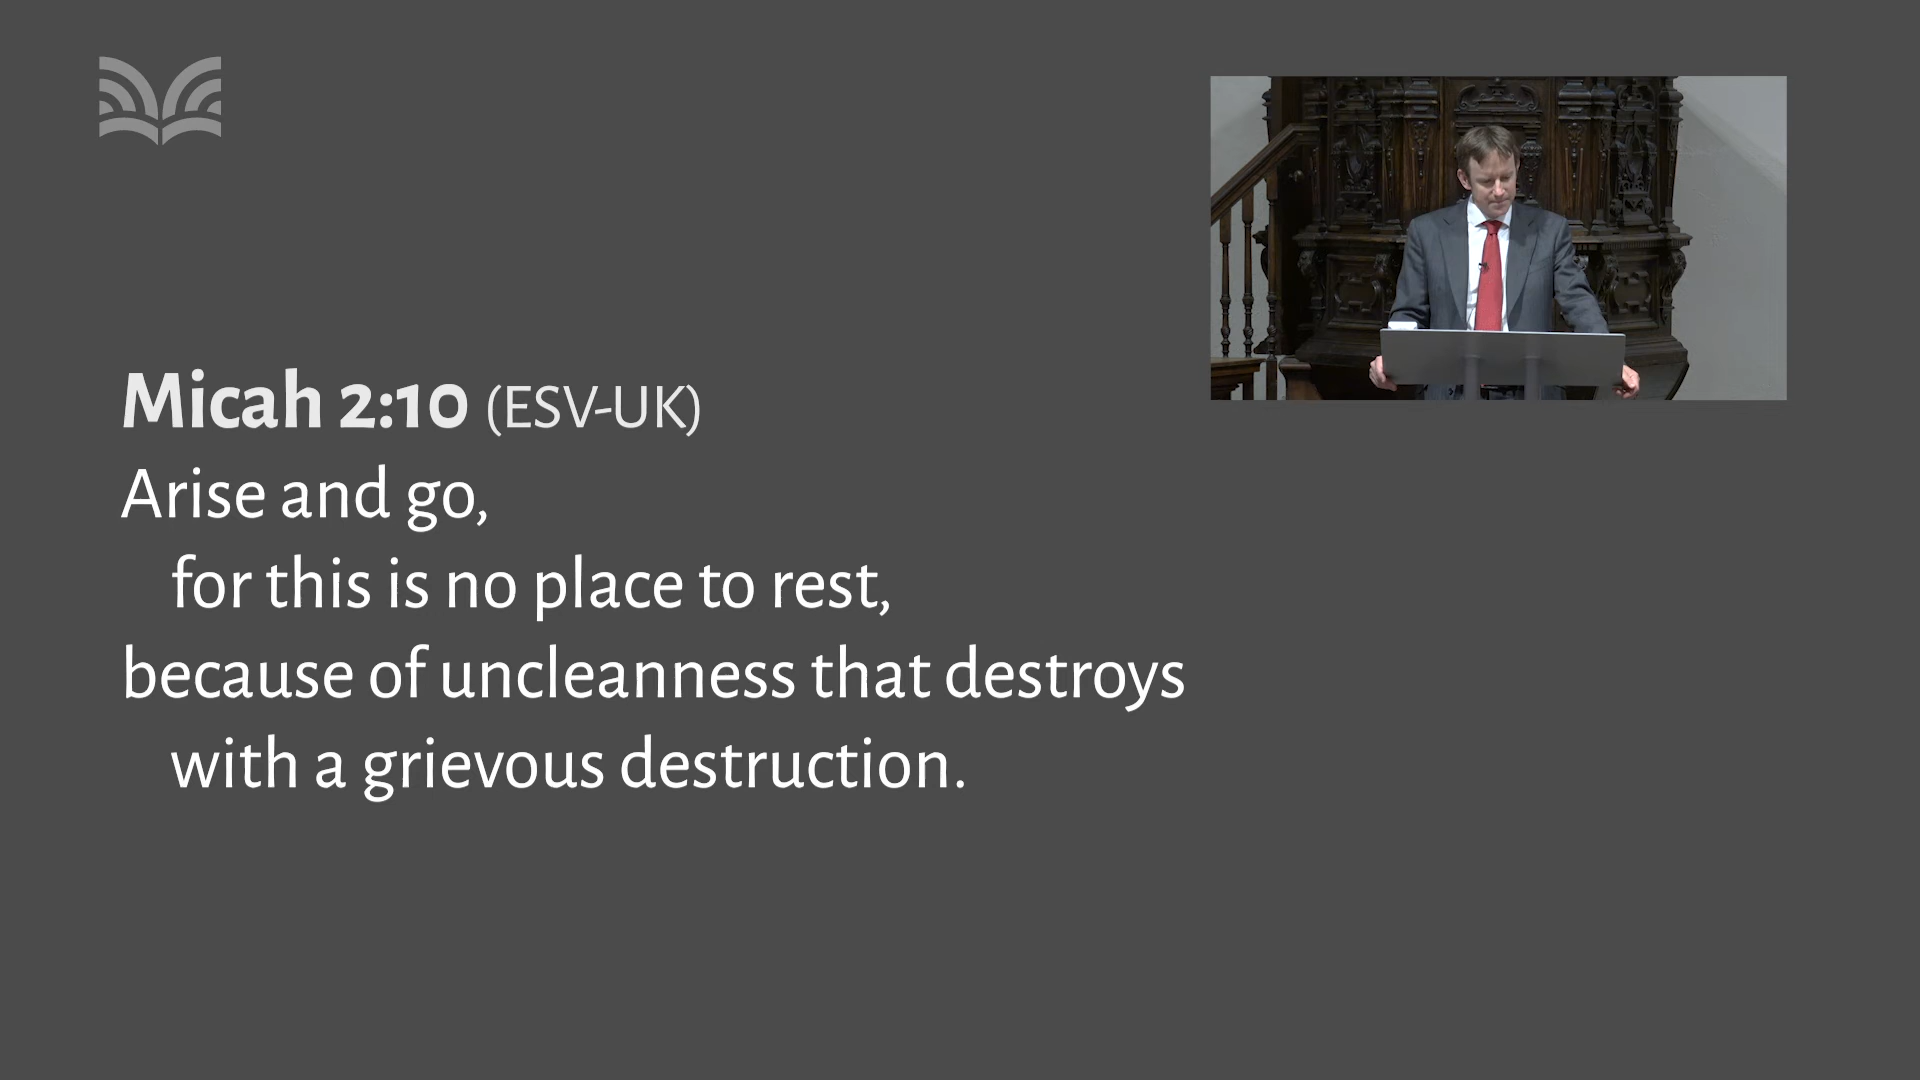 Micah 2:10 (ESV-UK)
Arise and go,
for this is no place to rest,
because of uncleanness that destroys
with a grievous destruction.